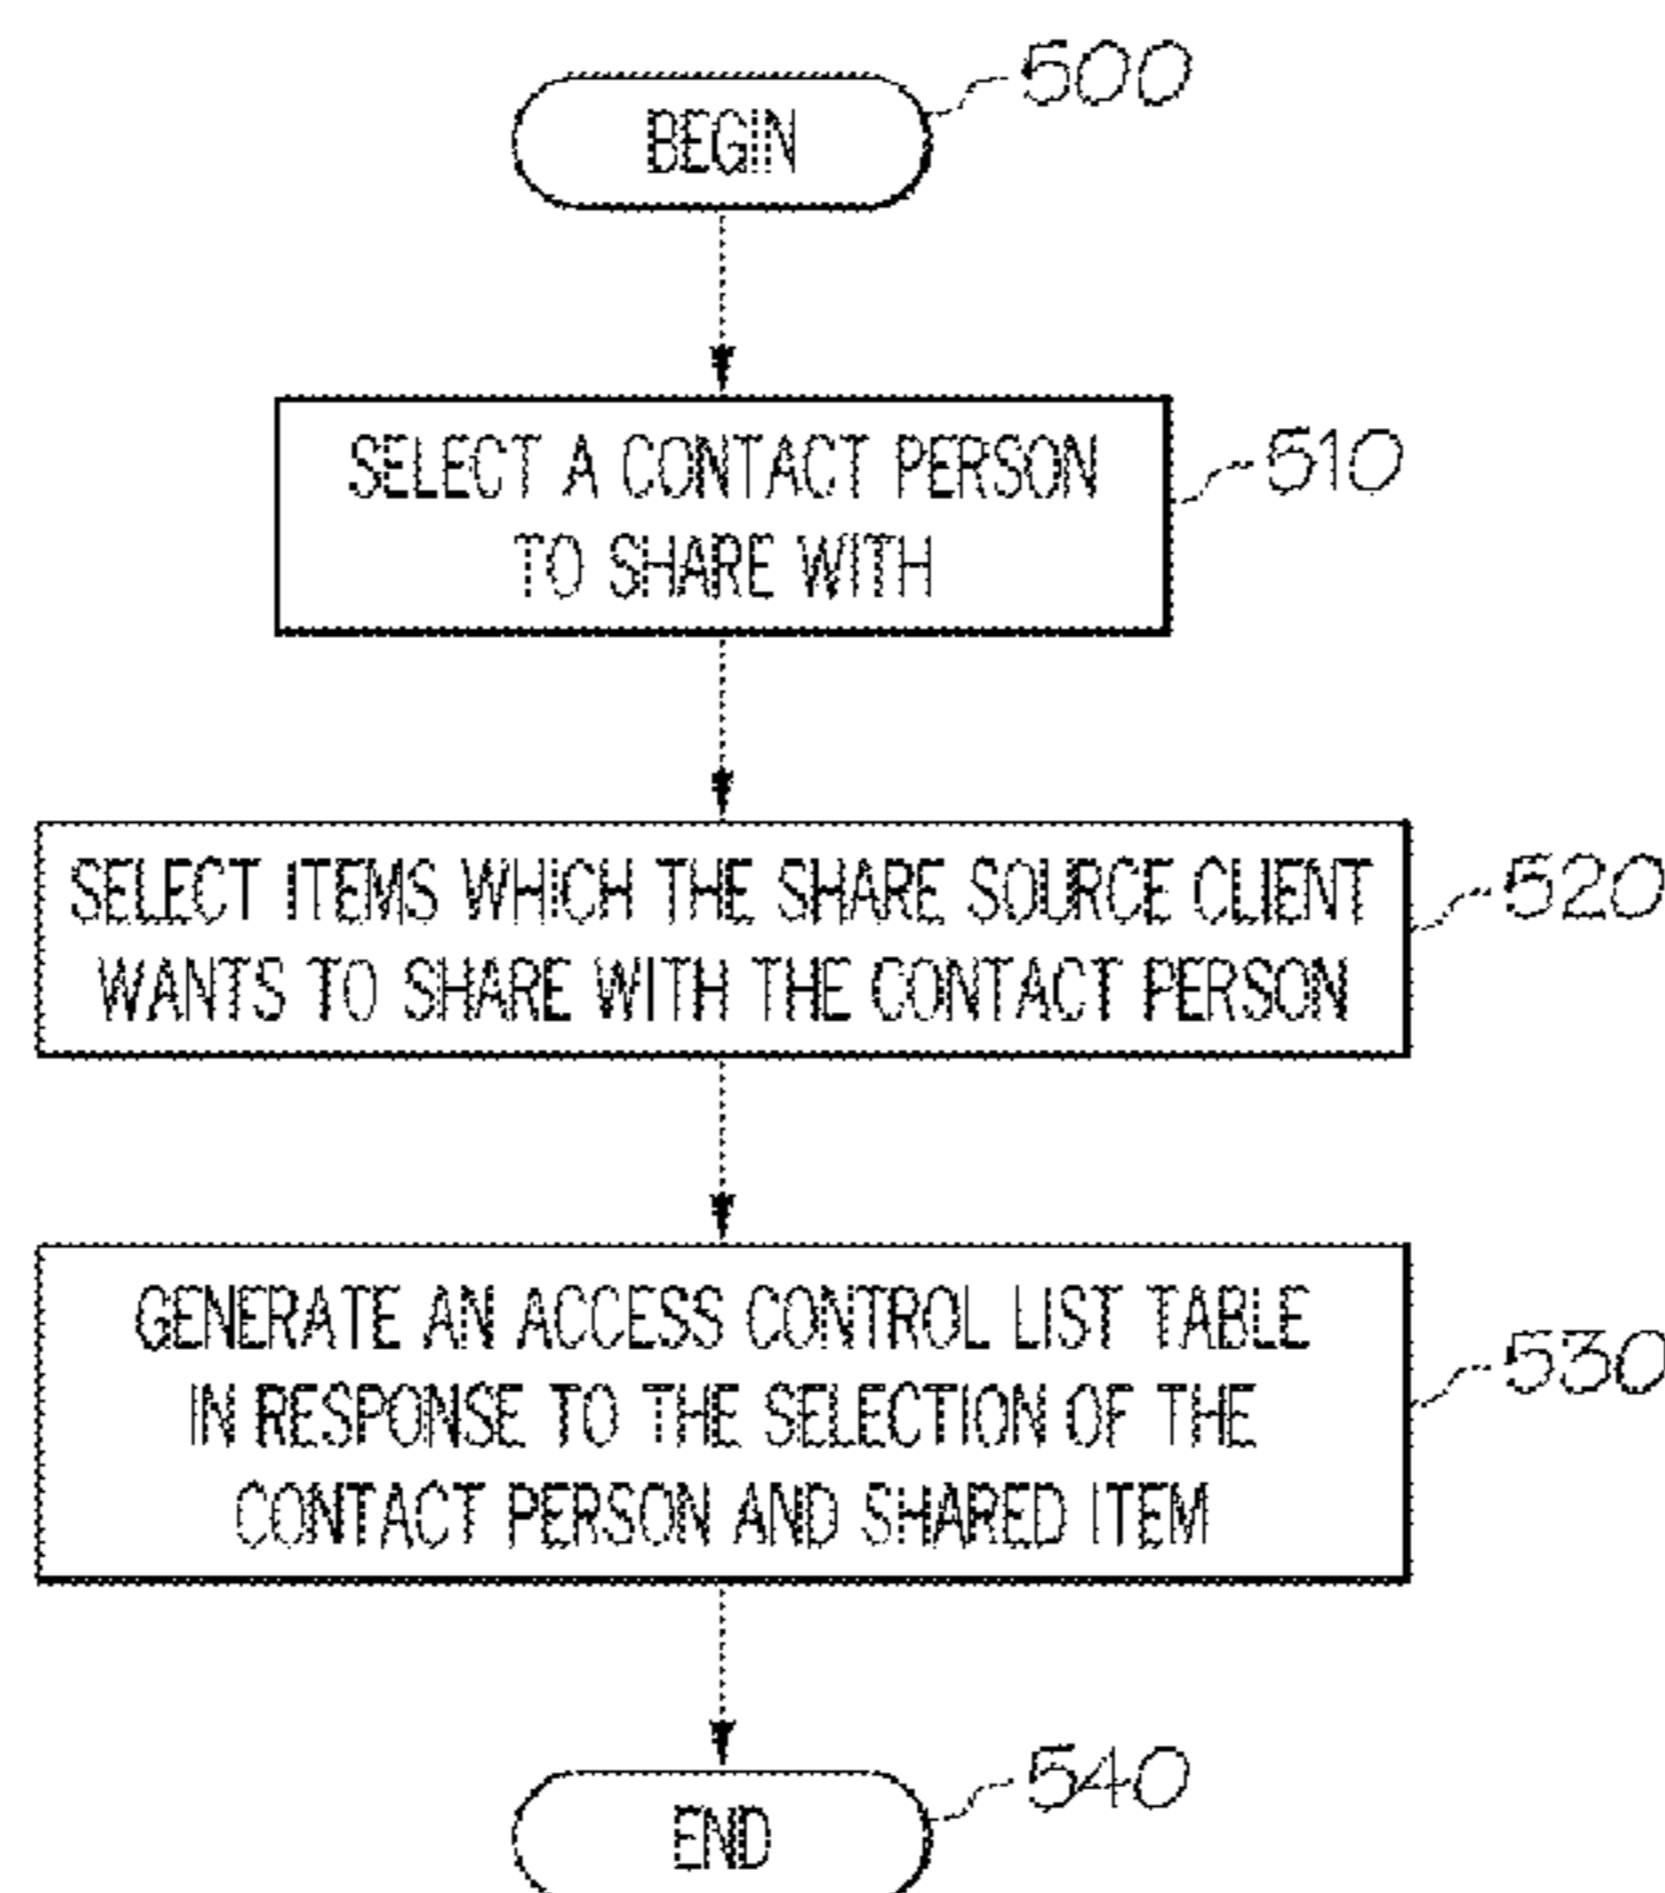 500
BEGIN
SELECT A CONTACT PERSON
TO SHARE WITH
510
SELECT ITEMS WHICH THE SHARE SOURCE CLIENT
WANTS TO SHARE WITH THE CONTACT PERSON
520
GENERATE AN ACCESS CONTROL LIST TABLE
IN RESPONSE TO THE SELECTION OF THE
CONTACT PERSON AND SHARED ITEM
530
540
END